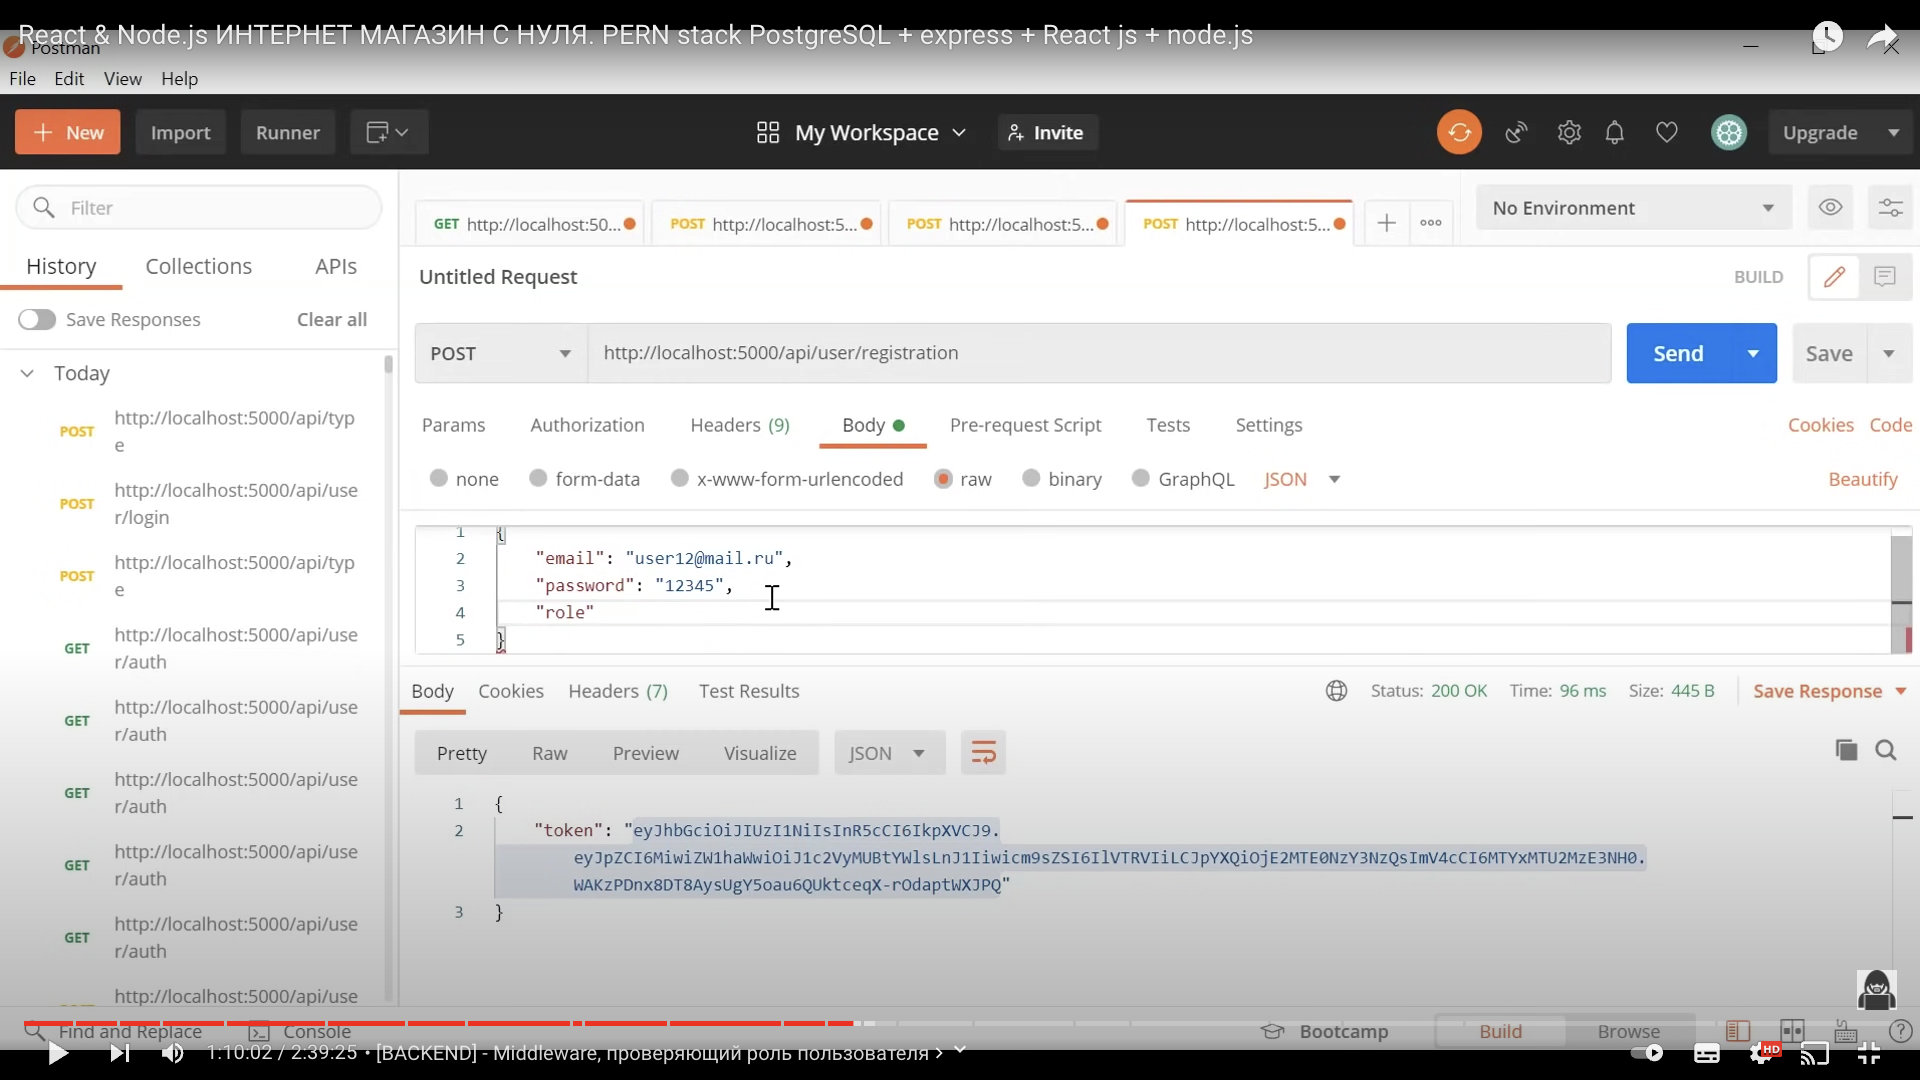 React & Node.js ИНТЕРНЕТ МАГАЗИН С НУЛЯ. PERN stack PostgreSQL + express + React js + node.js
Postman
File Edit View Help
New Import Runner My Workspace Invite Upgrade
Filter
GET http://localhost:50... POST http://localhost:5... POST http://localhost:5... POST http://localhost:5... No Environment
History Collections APIs
Untitled Request BUILD
Save Responses Clear all
POST http://localhost:5000/api/user/registration Send Save
Today
Params Authorization Headers (9) Body Pre-request Script Tests Settings Cookies Code
none form-data x-www-form-urlencoded raw binary GraphQL JSON Beautify
POST http://localhost:5000/api/typ
e
POST http://localhost:5000/api/use
r/login
POST http://localhost:5000/api/typ
e
GET http://localhost:5000/api/use
r/auth
GET http://localhost:5000/api/use
r/auth
GET http://localhost:5000/api/use
r/auth
GET http://localhost:5000/api/use
r/auth
GET http://localhost:5000/api/use
r/auth
http://localhost:5000/api/use
1 {
2 "email": "user12@mail.ru",
3 "password": "12345",
4 "role"
5 }
Body Cookies Headers (7) Test Results Status: 200 OK Time: 96 ms Size: 445 B Save Response
Pretty Raw Preview Visualize JSON
1 {
2 "token": "eyJhbGciOiJIUzI1NiIsInR5cCI6IkpXVCJ9.
eyJpZCI6MiwiZW1haWwiOiJ1c2VyMUBtYWlsLnJ1Iiwicm9sZSI6IlVTRVIiLCJpYXQiOjE2MTE0NzY3NzQsImV4cCI6MTYxMTU2MzE3NH0.
WAKzPDnx8DT8AysUgY5oau6QUktceqX-rOdaptWXJPQ"
3 }
Find and Replace Console Bootcamp Build Browse
1:10:02 / 2:39:25 • [BACKEND] - Middleware, проверяющий роль пользователя
HD